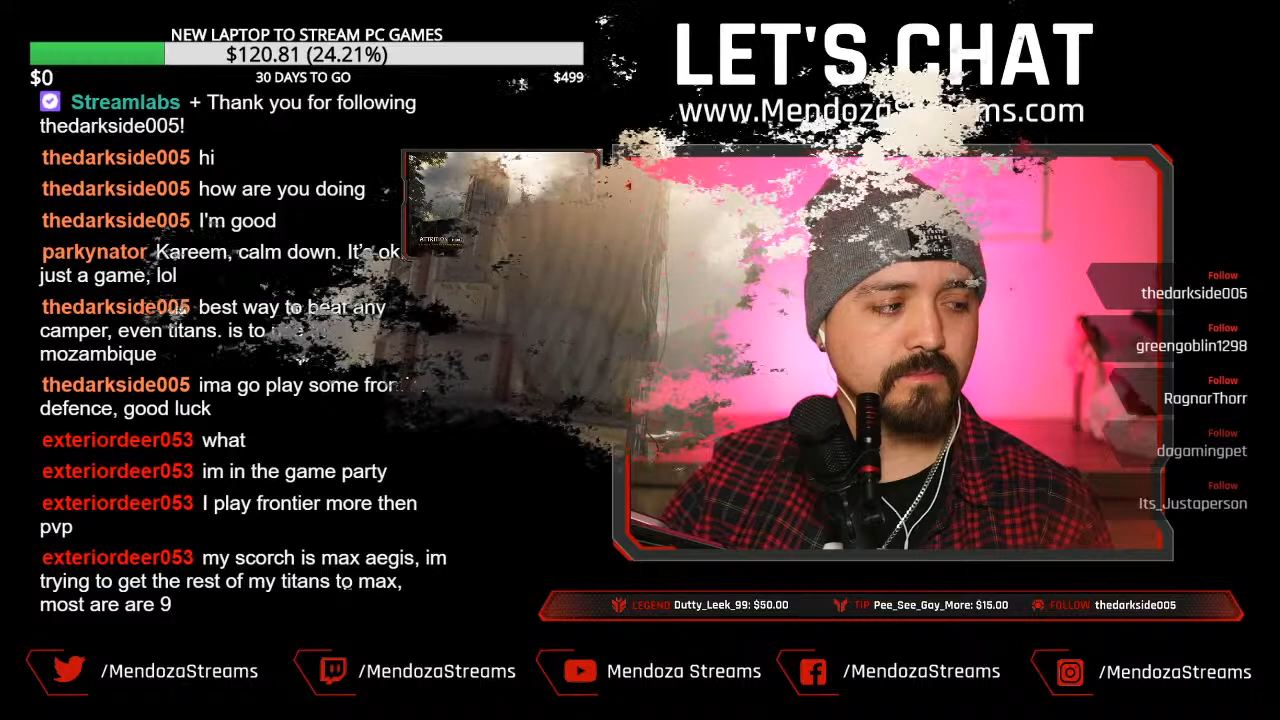 NEW LAPTOP TO STREAM PC GAMES
$120.81 (24.21%)
$0
30 DAYS TO GO
$499
Streamlabs + Thank you for following
thedarkside005!
thedarkside005 hi
thedarkside005 how are you doing
thedarkside005 I'm good
parkynator Kareem, calm down. It's ok
just a game, lol
thedarkside005 best way to beat any
camper, even titans. is to
mozambique
thedarkside005 ima go play some
defence, good luck
exteriordeer053 what
exteriordeer053 im in the game party
exteriordeer053 I play frontier more then
pvp
exteriordeer053 my scorch is max aegis, im
trying to get the rest of my titans to max,
most are are 9
LET'S CHAT
www.MendozaStreams.com
ATTRITION
Follow
thedarkside005
Follow
greengoblin1298
Follow
RagnarThorr
Follow
dagamingpet
Follow
Its_Justaperson
LEGEND Dutty_Leek_99: $50.00
TIP Pee_See_Gay_More: $15.00
FOLLOW thedarkside005
/MendozaStreams
/MendozaStreams
Mendoza Streams
/MendozaStreams
/MendozaStreams